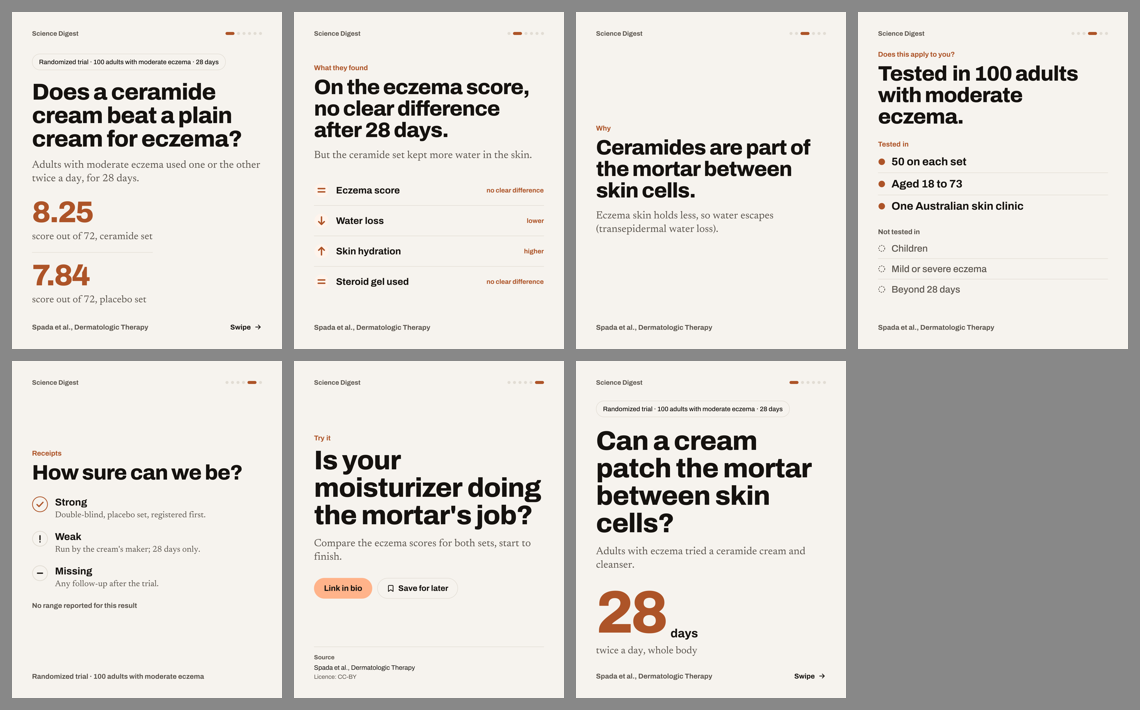 Science Digest
Randomized trial · 100 adults with moderate eczema · 28 days
Does a ceramide
cream beat a plain
cream for eczema?
Adults with moderate eczema used one or the other
twice a day, for 28 days.
8.25
score out of 72, ceramide set
7.84
score out of 72, placebo set
Spada et al., Dermatologic Therapy
Swipe →
Science Digest
What they found
On the eczema score,
no clear difference
after 28 days.
But the ceramide set kept more water in the skin.
= Eczema score no clear difference
↓ Water loss lower
↑ Skin hydration higher
= Steroid gel used no clear difference
Spada et al., Dermatologic Therapy
Science Digest
Why
Ceramides are part of
the mortar between
skin cells.
Eczema skin holds less, so water escapes
(transepidermal water loss).
Spada et al., Dermatologic Therapy
Science Digest
Does this apply to you?
Tested in 100 adults
with moderate
eczema.
Tested in
50 on each set
Aged 18 to 73
One Australian skin clinic
Not tested in
Children
Mild or severe eczema
Beyond 28 days
Spada et al., Dermatologic Therapy
Science Digest
Receipts
How sure can we be?
Strong
Double-blind, placebo set, registered first.
! Weak
Run by the cream's maker; 28 days only.
Missing
Any follow-up after the trial.
No range reported for this result
Randomized trial · 100 adults with moderate eczema
Science Digest
Try it
Is your
moisturizer doing
the mortar's job?
Compare the eczema scores for both sets, start to
finish.
Link in bio
Save for later
Source
Spada et al., Dermatologic Therapy
Licence: CC-BY
Science Digest
Randomized trial · 100 adults with moderate eczema · 28 days
Can a cream
patch the mortar
between skin
cells?
Adults with eczema tried a ceramide cream and
cleanser.
28 days
twice a day, whole body
Spada et al., Dermatologic Therapy
Swipe →